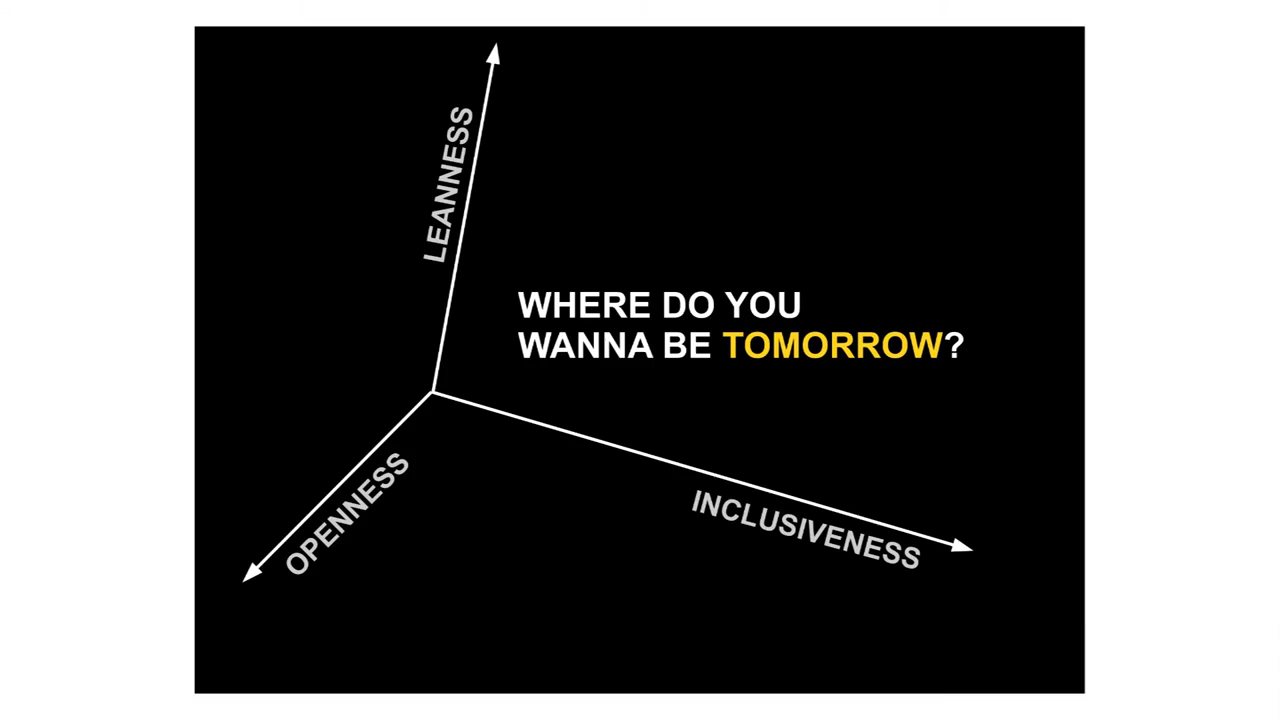 LEANNESS
WHERE DO YOU
WANNA BE TOMORROW?
OPENNESS
INCLUSIVENESS